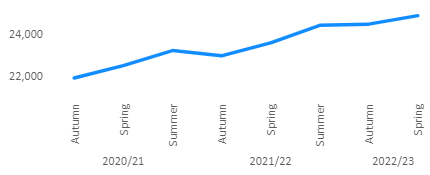 24,000
22,000
Autumn
Spring
Summer
Autumn
Spring
Summer
Autumn
Spring
2020/21
2021/22
2022/23